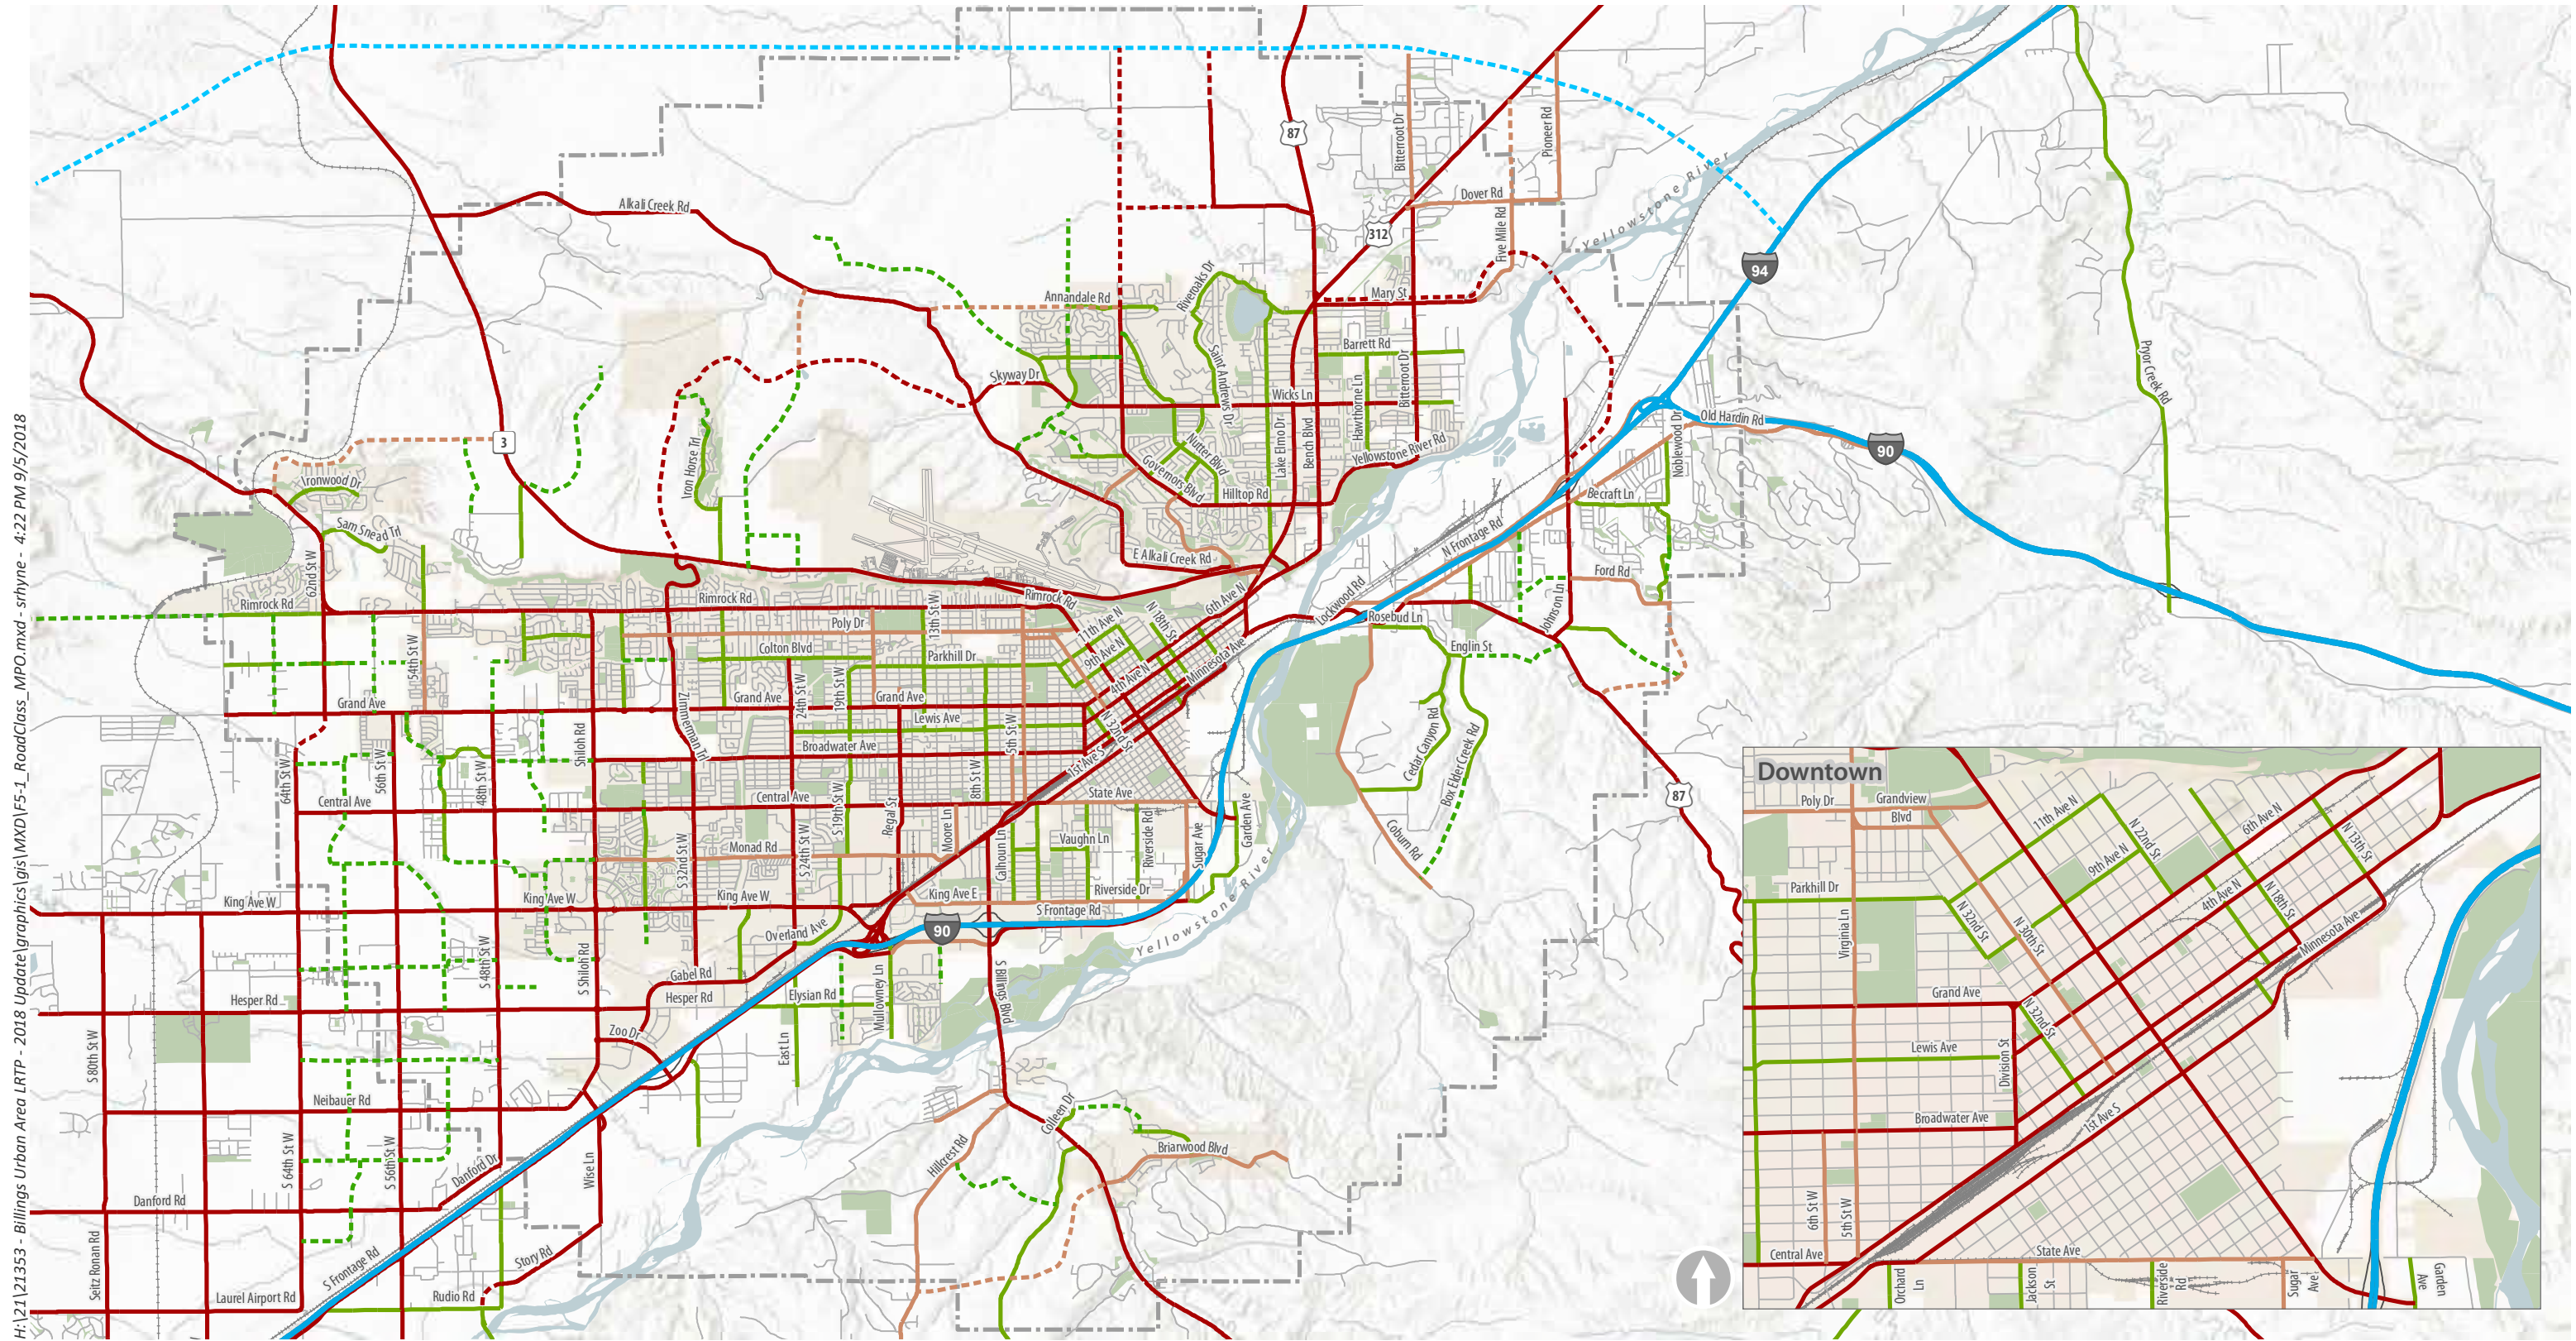 H:\21\21353 - Billings Urban Area LRTP - 2018 Update\graphics\gis\MXD\F5-1_RoadClass_MPO.mxd - srhyne - 4:22 PM 9/5/2018
87
Bitterroot Dr
Pioneer Rd
Yellowstone River
Alkali Creek Rd
Dover Rd
Five Mile Rd
312
94
Riveroaks Dr
Annandale Rd
Mary St
Barrett Rd
Saint Andrews Dr
Skyway Dr
Wicks Ln
Hawthorne Ln
Bitterroot Dr
Pryor Creek Rd
Lake Elmo Dr
Bench Blvd
Old Hardin Rd
3
Iron Horse Trl
Nutter Blvd
Governors Blvd
Yellowstone River Rd
Noblewood Dr
90
Ironwood Dr
Hilltop Rd
Becraft Ln
Sam Snead Trl
N Frontage Rd
E Alkali Creek Rd
62nd St W
Ford Rd
Rimrock Rd
Rimrock Rd
Rimrock Rd
13th St W
6th Ave N
Lockwood Rd
Johnson Ln
Poly Dr
11th Ave N
N 18th St
Rosebud Ln
54th St W
Colton Blvd
Parkhill Dr
9th Ave N
Minnesota Ave
Englin St
4th Ave N
Grand Ave
Zimmerman Trl
Grand Ave
24th St W
19th St W
Grand Ave
Lewis Ave
5th St W
N 32nd St
Cedar Canyon Rd
Box Elder Creek Rd
Shiloh Rd
Broadwater Ave
1st Ave S
64th St W
56th St W
48th St W
8th St W
Central Ave
Central Ave
State Ave
87
S 19th St W
Regal St
Moore Ln
Calhoun Ln
Vaughn Ln
Riverside Rd
Sugar Ave
Garden Ave
Coburn Rd
Monad Rd
S 32nd St W
S 24th St W
King Ave W
King Ave W
King Ave W
King Ave E
Riverside Dr
S Frontage Rd
Overland Ave
90
Yellowstone River
S 48th St W
S Shiloh Rd
Gabel Rd
Hesper Rd
Hesper Rd
Elysian Rd
Mullowney Ln
S Billings Blvd
Zoo Dr
East Ln
S 80th St W
Neibauer Rd
Colleen Dr
Hillcrest Rd
Briarwood Blvd
S 64th St W
S 56th St W
Danford Dr
Wise Ln
Danford Rd
Seitz Ronan Rd
S Frontage Rd
Story Rd
Laurel Airport Rd
Rudio Rd
Downtown
Poly Dr
Grandview
Blvd
11th Ave N
N 22nd St
6th Ave N
N 13th St
9th Ave N
Parkhill Dr
Virginia Ln
N 32nd St
N 30th St
4th Ave N
N 18th St
Minnesota Ave
Grand Ave
N 32nd St
Lewis Ave
Division St
Broadwater Ave
1st Ave S
6th St W
5th St W
Central Ave
State Ave
Orchard
Ln
Jackson
St
Riverside
Rd
Sugar
Ave
Garden
Ave